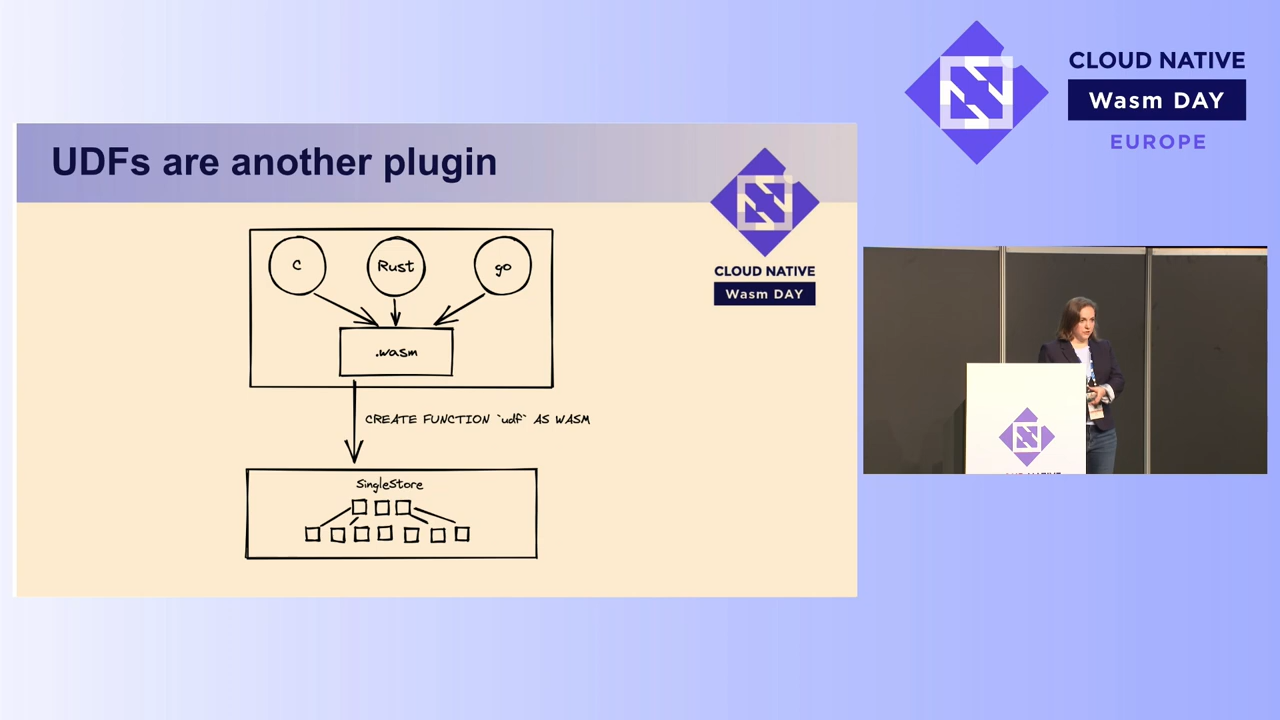 CLOUD NATIVE
Wasm DAY
EUROPE
UDFs are another plugin
CLOUD NATIVE
Wasm DAY
C
Rust
go
.wasm
CREATE FUNCTION `udf` AS WASM
SingleStore